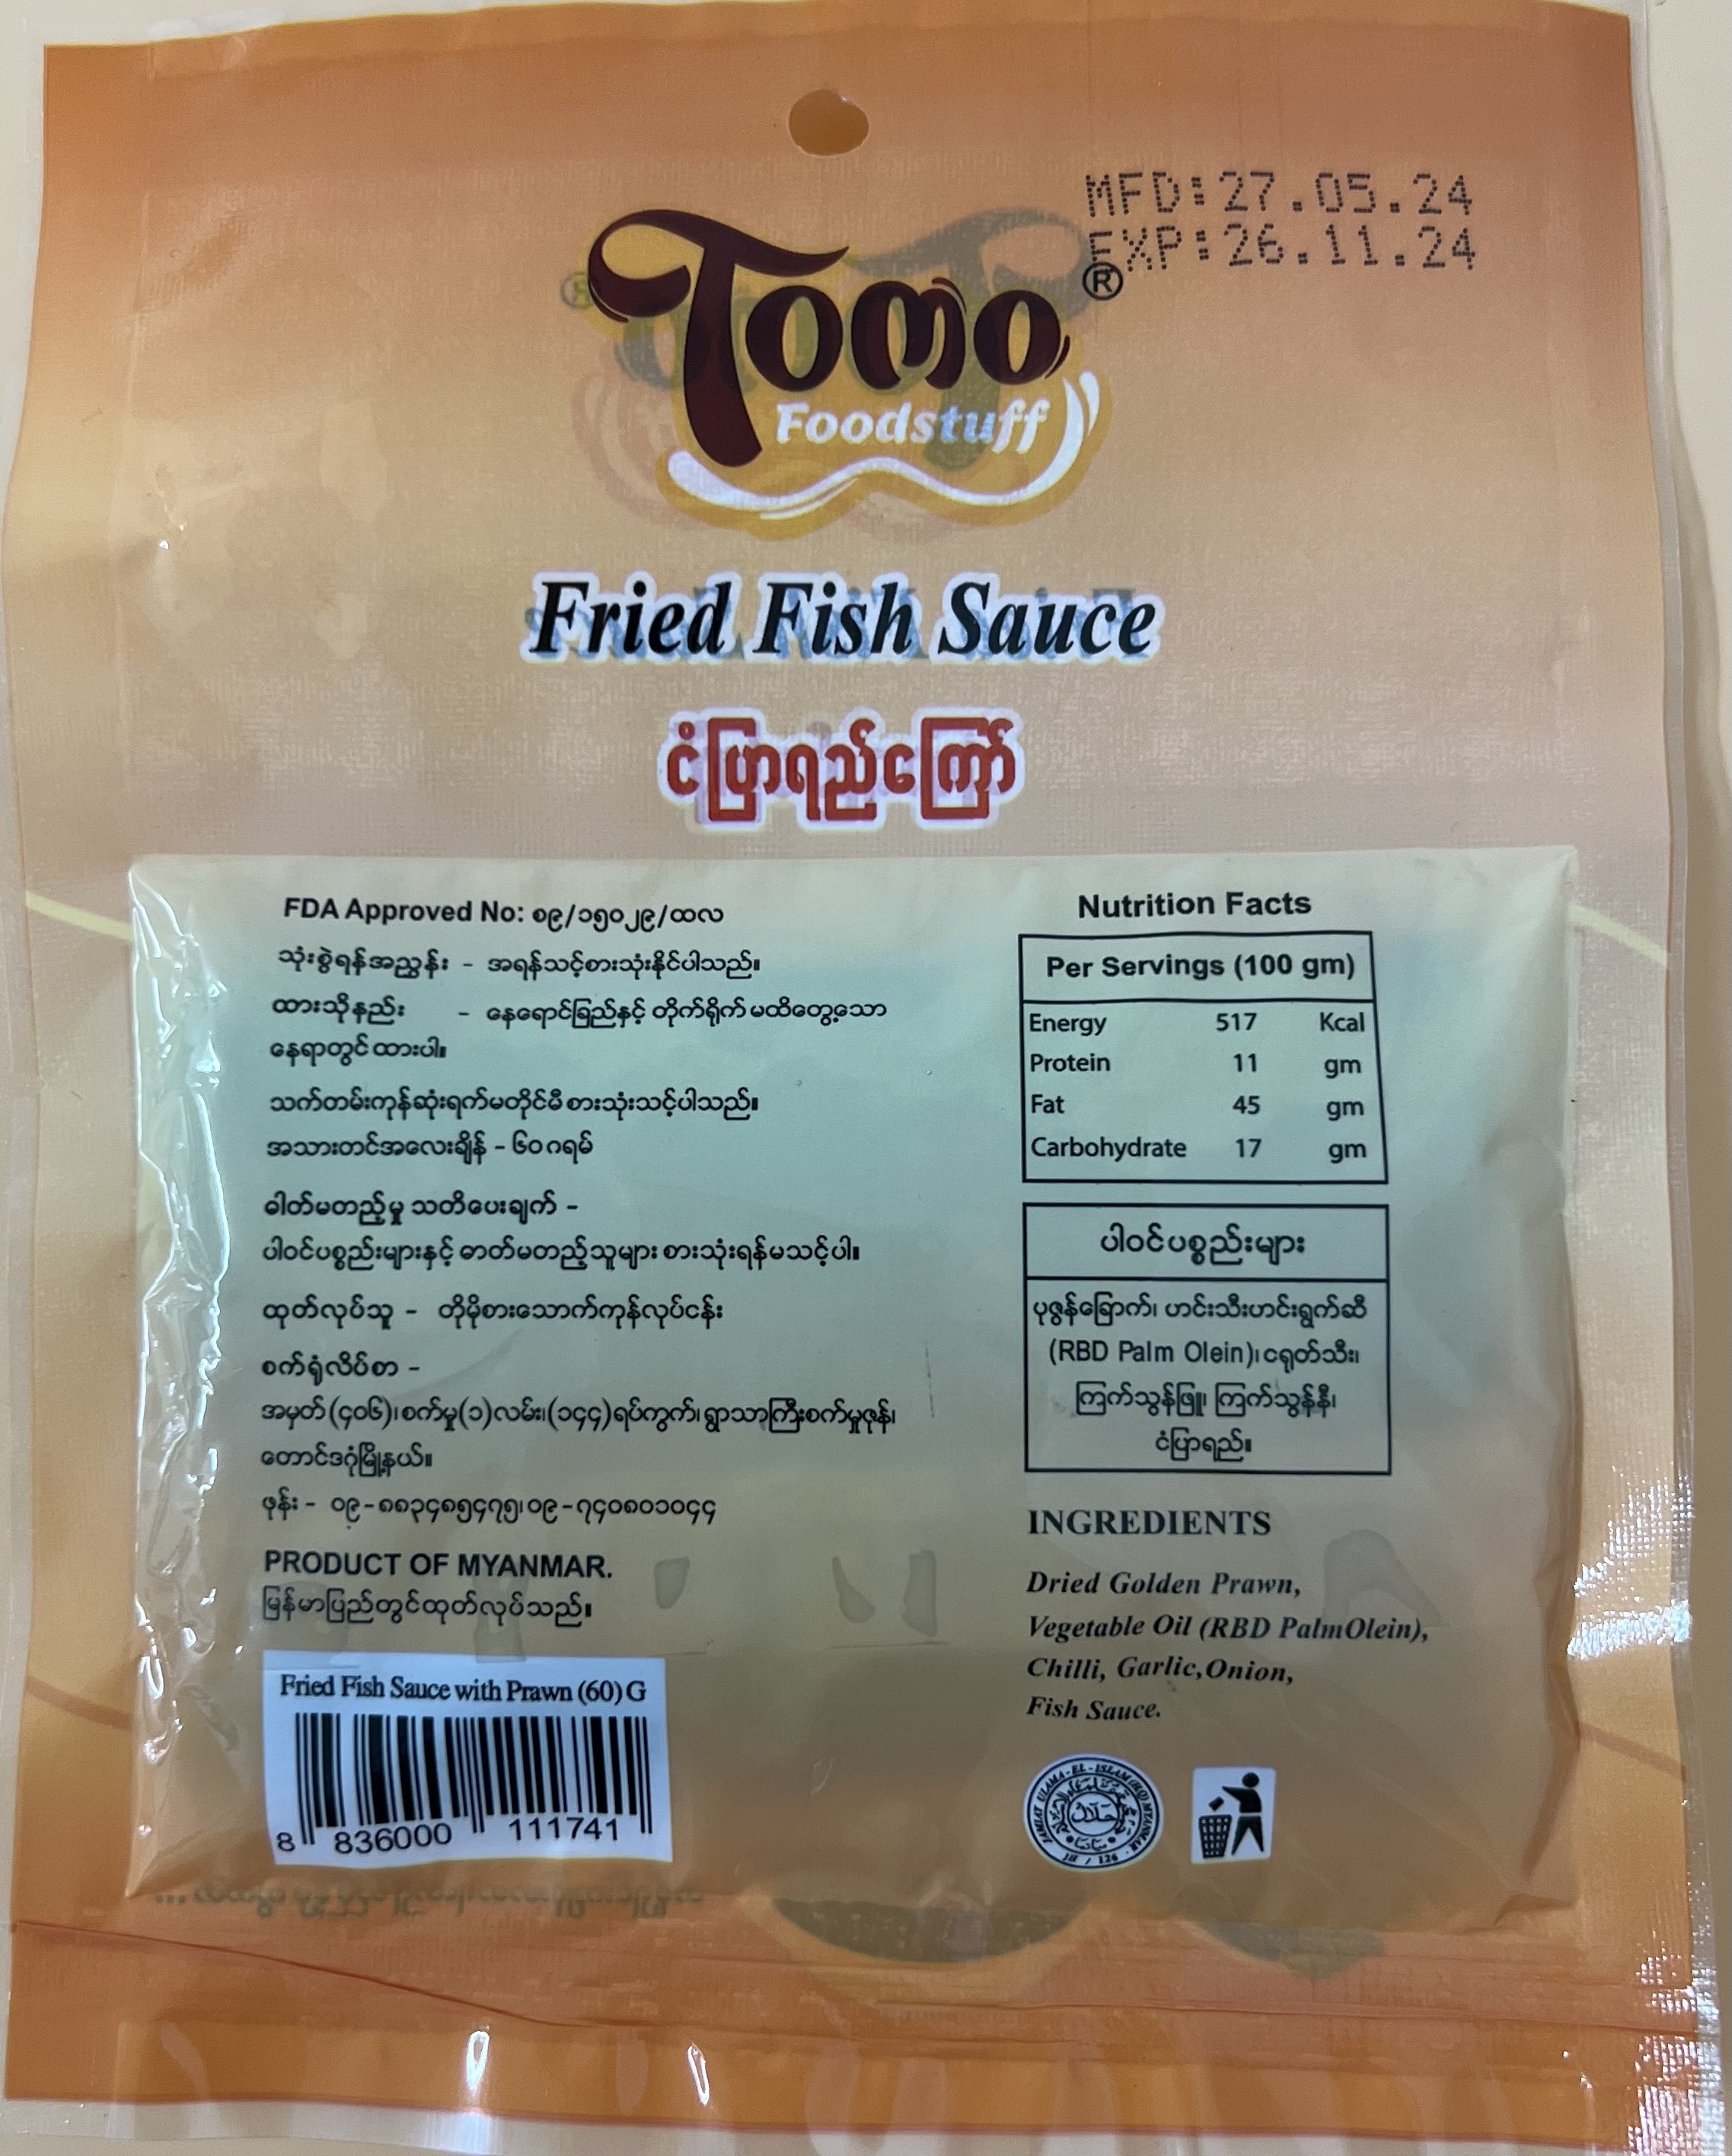 MFD:27.05.24
EXP:26.11.24
Tomo®
Foodstuff
Fried Fish Sauce
ငံပြာရည်ကြော်
FDA Approved No: စ၉/၁၅၀၂၉/ထလ
သုံးစွဲရန်အညွှန်း - အရန်သင့်စားသုံးနိုင်ပါသည်။
ထားသိုနည်း - နေရောင်ခြည်နှင့် တိုက်ရိုက်မထိတွေ့သော
နေရာတွင်ထားပါ။
သက်တမ်းကုန်ဆုံးရက်မတိုင်မီစားသုံးသင့်ပါသည်။
အသားတင်အလေးချိန် - ၆၀ဂရမ်
ဓါတ်မတည့်မှု သတိပေးချက် -
ပါဝင်ပစ္စည်းများနှင့် ဓာတ်မတည့်သူများ စားသုံးရန်မသင့်ပါ။
ထုတ်လုပ်သူ - တိုမိုစားသောက်ကုန်လုပ်ငန်း
စက်ရုံလိပ်စာ -
အမှတ်(၄၀၆)၊စက်မှု(၁)လမ်း၊(၁၄၄)ရပ်ကွက်၊ရွာသာကြီးစက်မှုဇုန်၊
တောင်ဒဂုံမြို့နယ်။
ဖုန်း - ၀၉-၈၈၃၄၈၅၄၇၅၊၀၉-၇၄၀၈၀၁၀၄၄
PRODUCT OF MYANMAR.
မြန်မာပြည်တွင်ထုတ်လုပ်သည်။
Fried Fish Sauce with Prawn (60) G
8 836000 111741
Nutrition Facts
Per Servings (100 gm)
Energy 517 Kcal
Protein 11 gm
Fat 45 gm
Carbohydrate 17 gm
ပါဝင်ပစ္စည်းများ
ပုဇွန်ခြောက်၊ ဟင်းသီးဟင်းရွက်ဆီ
(RBD Palm Olein)၊ ငရုတ်သီး၊
ကြက်သွန်ဖြူ၊ ကြက်သွန်နီ၊
ငံပြာရည်။
INGREDIENTS
Dried Golden Prawn,
Vegetable Oil (RBD PalmOlein),
Chilli, Garlic,Onion,
Fish Sauce.
JAMIAT ULAMA-EL-ISLAM (HQ) MYANMAR
حلال
JH / 126